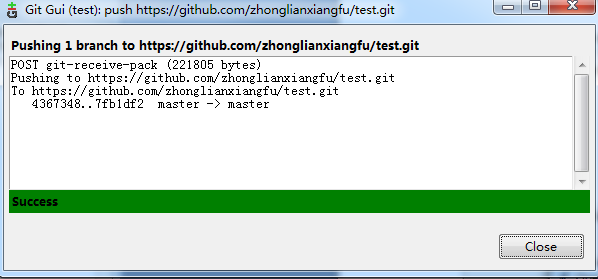 Git Gui (test): push https://github.com/zhonglianxiangfu/test.git
Pushing 1 branch to https://github.com/zhonglianxiangfu/test.git
POST git-receive-pack (221805 bytes)
Pushing to https://github.com/zhonglianxiangfu/test.git
To https://github.com/zhonglianxiangfu/test.git
   4367348..7fb1df2  master -> master
Success
Close